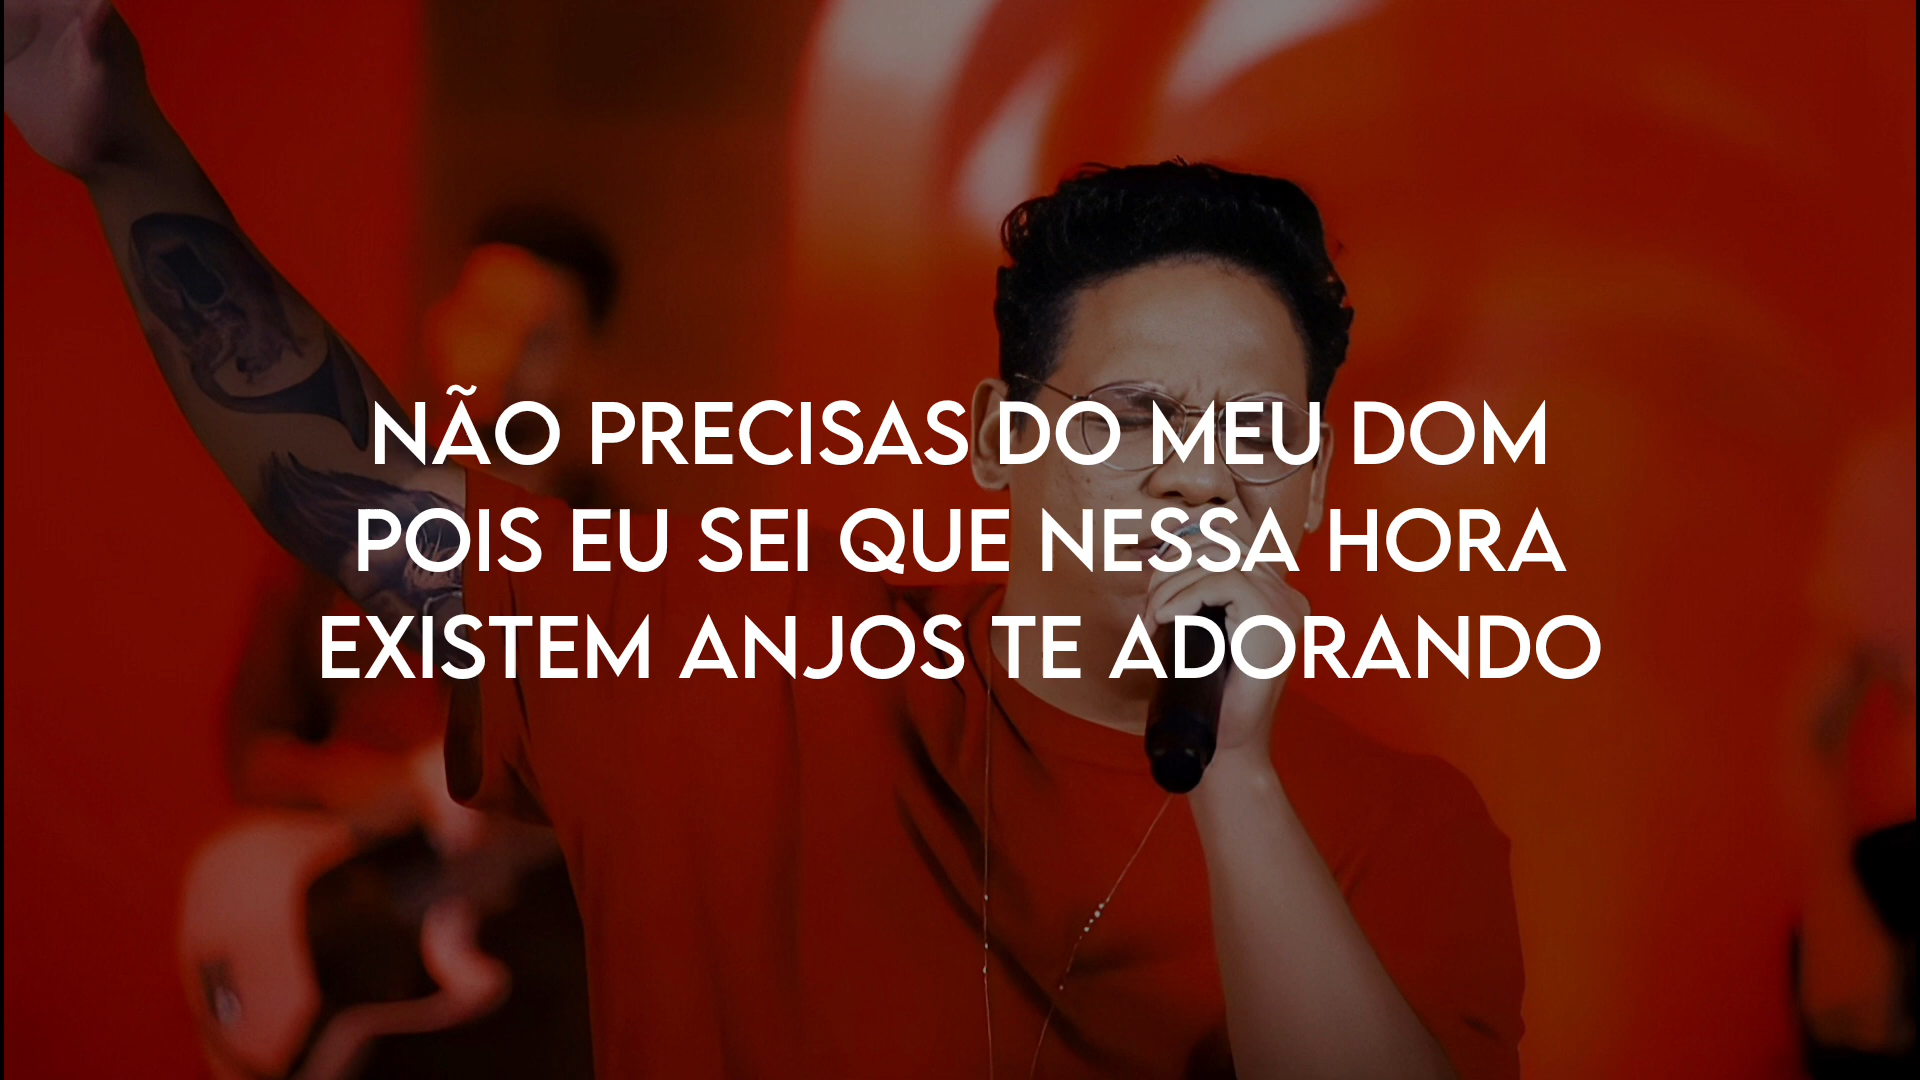 NÃO PRECISAS DO MEU DOM
POIS EU SEI QUE NESSA HORA
EXISTEM ANJOS TE ADORANDO